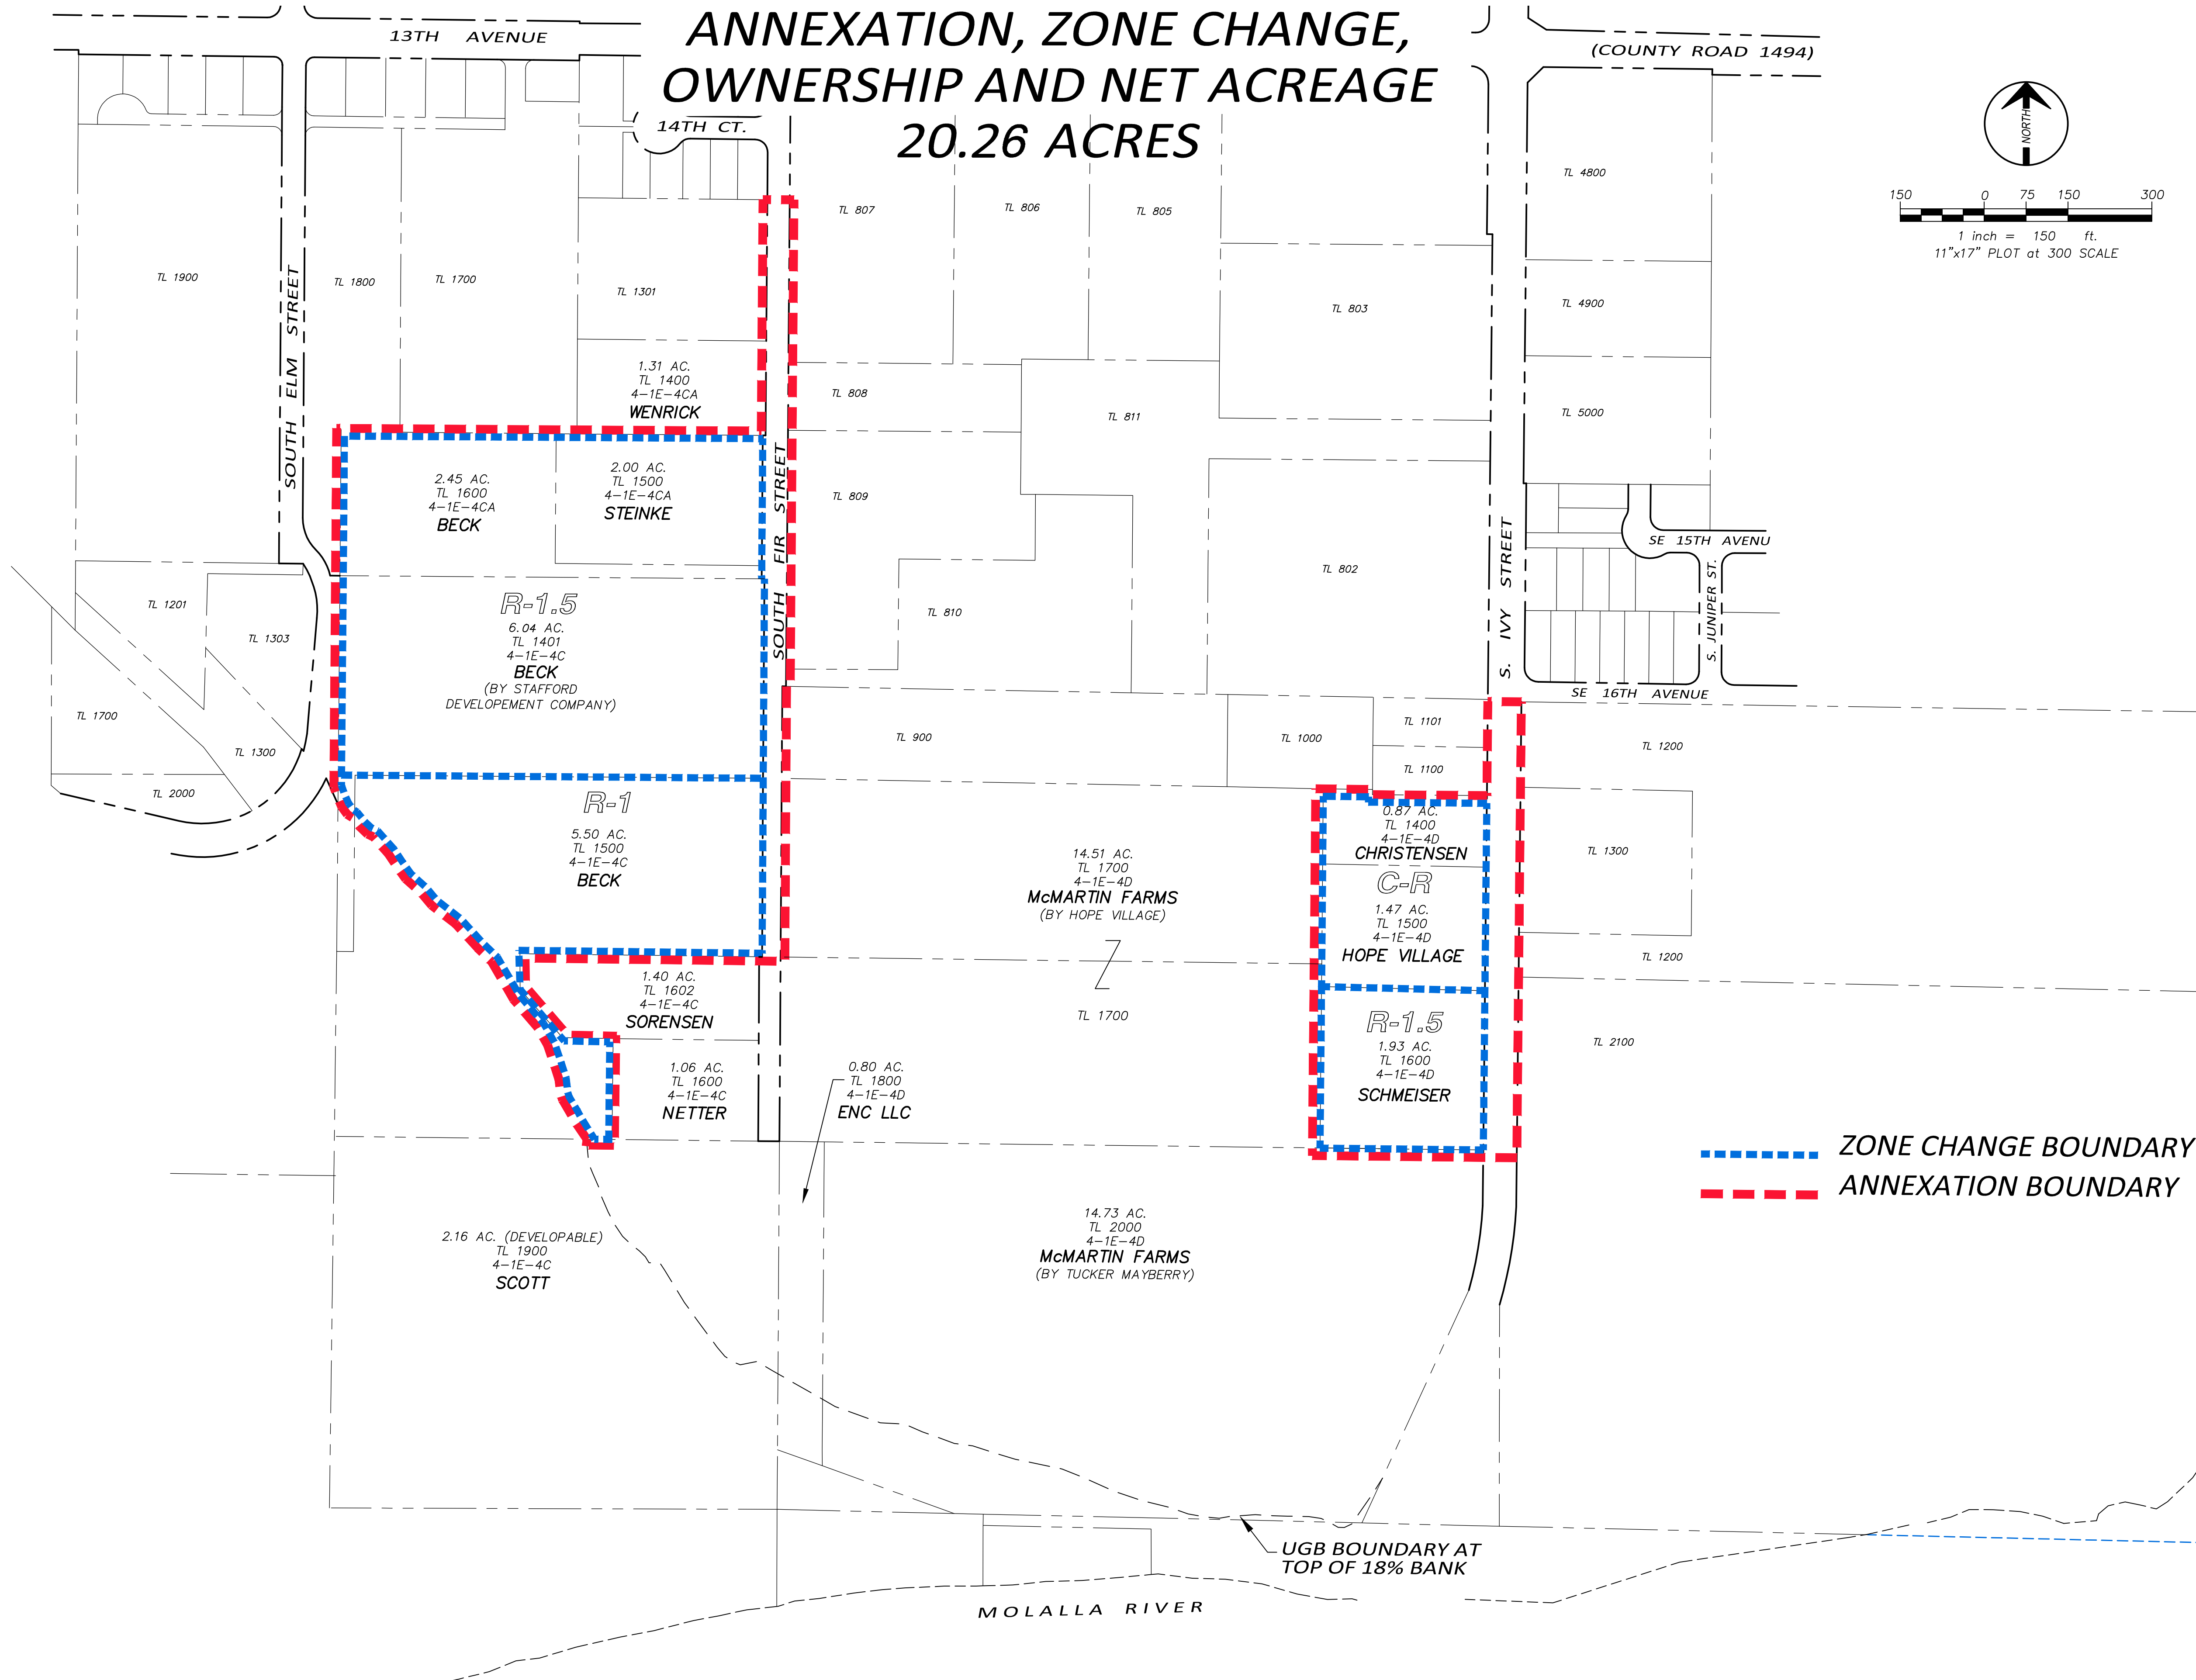 ANNEXATION, ZONE CHANGE,
OWNERSHIP AND NET ACREAGE
20.26 ACRES
13TH AVENUE
(COUNTY ROAD 1494)
14TH CT.
NORTH
150 0 75 150 300
1 inch = 150 ft.
11"x17" PLOT at 300 SCALE
TL 4800
TL 807
TL 806
TL 805
TL 1900
SOUTH ELM STREET
TL 1800
TL 1700
TL 1301
TL 803
TL 4900
1.31 AC.
TL 1400
4-1E-4CA
WENRICK
TL 808
TL 811
TL 5000
2.45 AC.
TL 1600
4-1E-4CA
BECK
2.00 AC.
TL 1500
4-1E-4CA
STEINKE
SOUTH FIR STREET
TL 809
S. IVY STREET
SE 15TH AVENU
S. JUNIPER ST.
SE 16TH AVENUE
TL 802
TL 810
TL 1201
TL 1303
R-1.5
6.04 AC.
TL 1401
4-1E-4C
BECK
(BY STAFFORD
DEVELOPEMENT COMPANY)
TL 1700
TL 1300
TL 2000
TL 900
TL 1000
TL 1101
TL 1100
TL 1200
R-1
5.50 AC.
TL 1500
4-1E-4C
BECK
14.51 AC.
TL 1700
4-1E-4D
McMARTIN FARMS
(BY HOPE VILLAGE)
0.87 AC.
TL 1400
4-1E-4D
CHRISTENSEN
C-R
1.47 AC.
TL 1500
4-1E-4D
HOPE VILLAGE
TL 1300
TL 1200
1.40 AC.
TL 1602
4-1E-4C
SORENSEN
TL 1700
R-1.5
1.93 AC.
TL 1600
4-1E-4D
SCHMEISER
TL 2100
1.06 AC.
TL 1600
4-1E-4C
NETTER
0.80 AC.
TL 1800
4-1E-4D
ENC LLC
ZONE CHANGE BOUNDARY
ANNEXATION BOUNDARY
2.16 AC. (DEVELOPABLE)
TL 1900
4-1E-4C
SCOTT
14.73 AC.
TL 2000
4-1E-4D
McMARTIN FARMS
(BY TUCKER MAYBERRY)
UGB BOUNDARY AT
TOP OF 18% BANK
MOLALLA RIVER